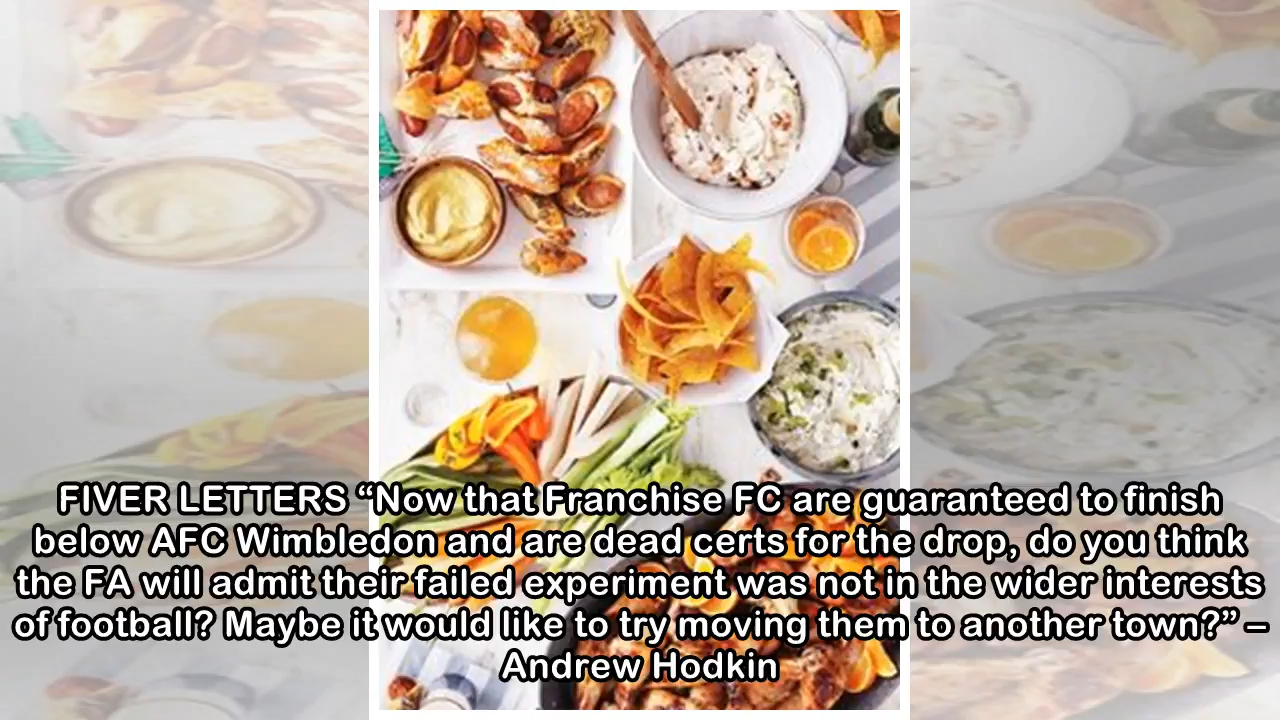 FIVER LETTERS “Now that Franchise FC are guaranteed to finish
below AFC Wimbledon and are dead certs for the drop, do you think
the FA will admit their failed experiment was not in the wider interests
of football? Maybe it would like to try moving them to another town?” –
Andrew Hodkin